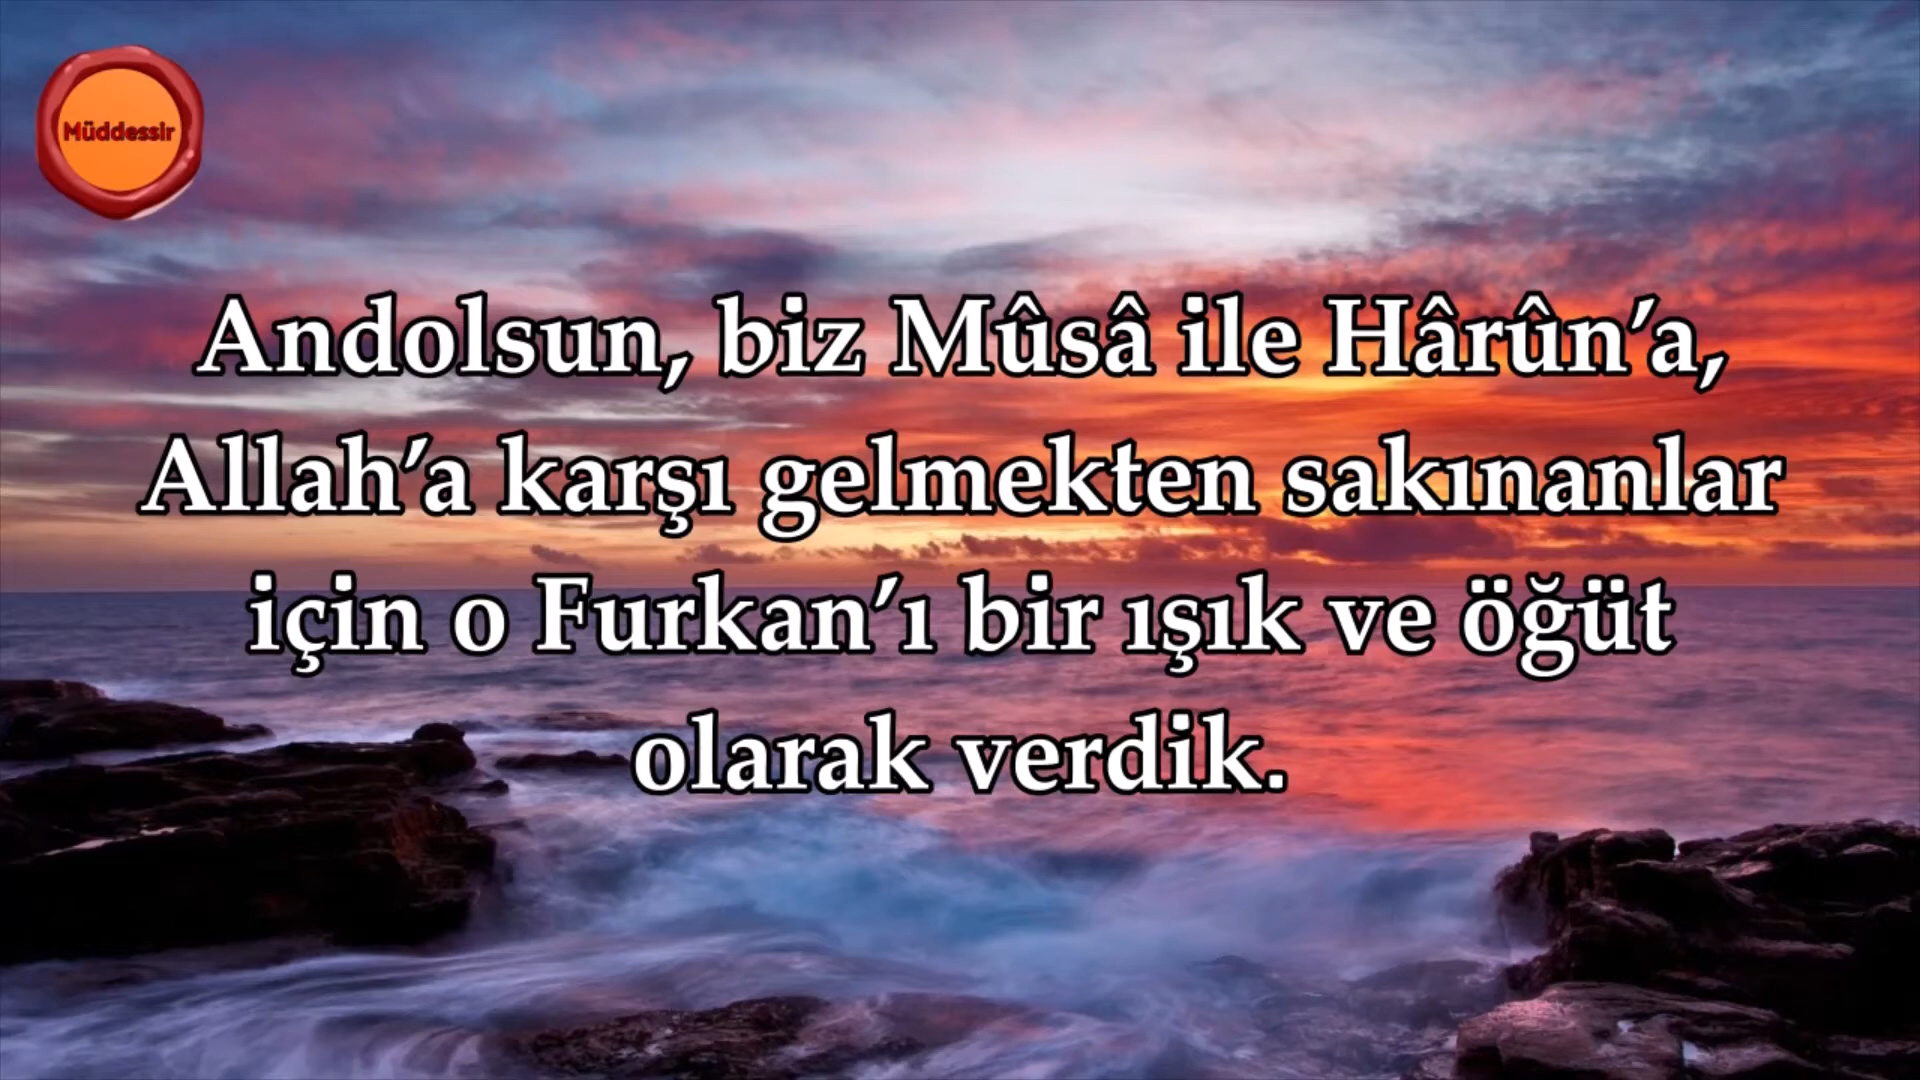 Müddessir
Andolsun, biz Mûsâ ile Hârûn’a,
Allah’a karşı gelmekten sakınanlar
için o Furkan’ı bir ışık ve öğüt
olarak verdik.